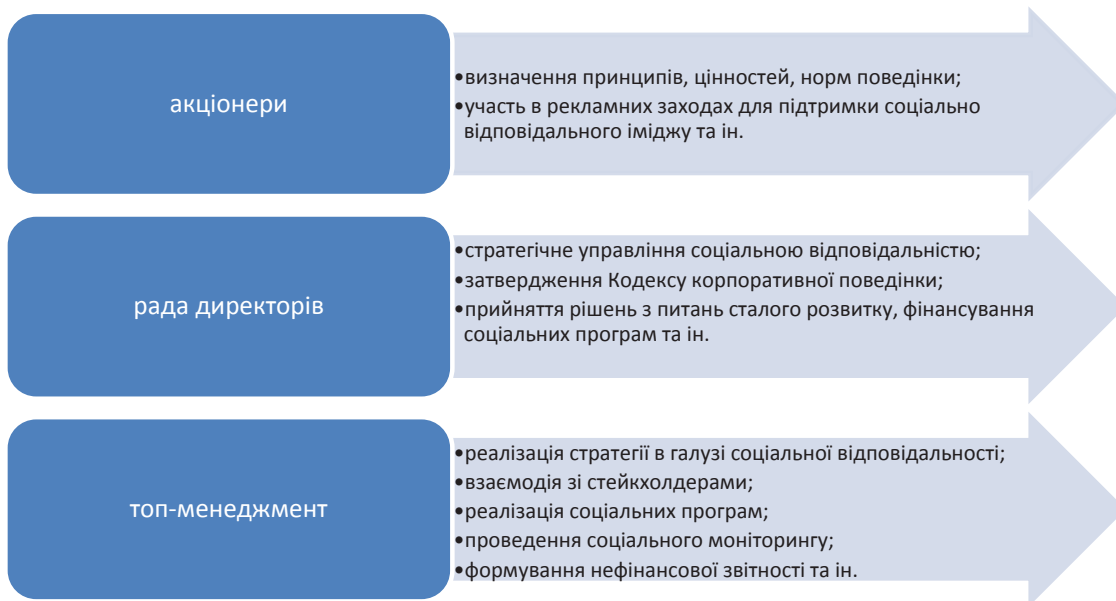 акціонери
•визначення принципів, цінностей, норм поведінки;
•участь в рекламних заходах для підтримки соціально
відповідального іміджу та ін.
рада директорів
•стратегічне управління соціальною відповідальністю;
•затвердження Кодексу корпоративної поведінки;
•прийняття рішень з питань сталого розвитку, фінансування
соціальних програм та ін.
топ-менеджмент
•реалізація стратегії в галузі соціальної відповідальності;
•взаємодія зі стейкхолдерами;
•реалізація соціальних програм;
•проведення соціального моніторингу;
•формування нефінансової звітності та ін.